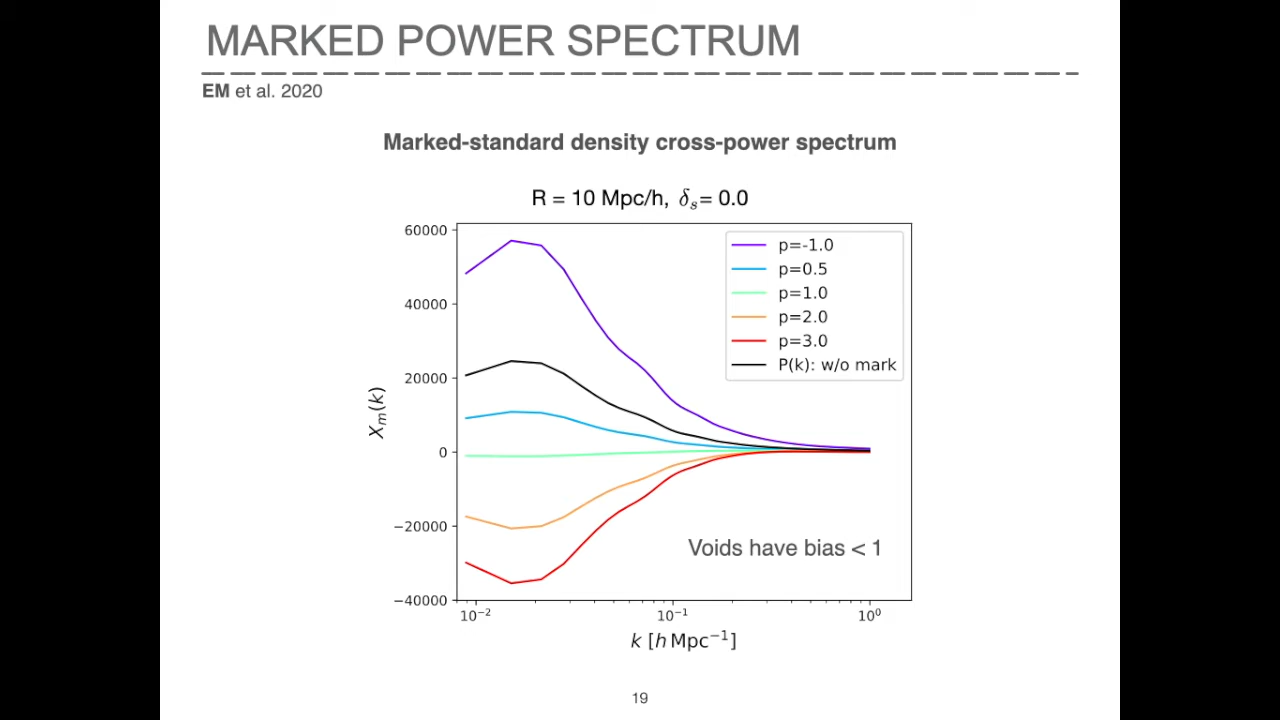 MARKED POWER SPECTRUM
EM et al. 2020
Marked-standard density cross-power spectrum
R = 10 Mpc/h, δₛ= 0.0
60000
40000
20000
0
−20000
−40000
Xₘ(k)
p=-1.0
p=0.5
p=1.0
p=2.0
p=3.0
P(k): w/o mark
Voids have bias < 1
10⁻²
10⁻¹
10⁰
k [h Mpc⁻¹]
19